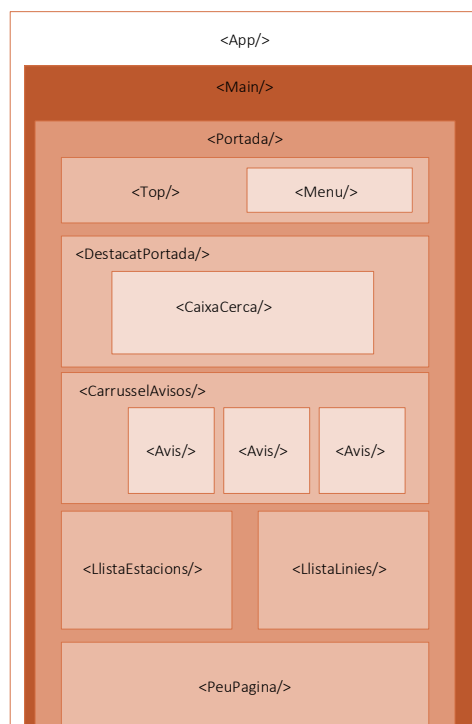 <App/>
<Main/>
<Portada/>
<Top/>
<Menu/>
<DestacatPortada/>
<CaixaCerca/>
<CarrusselAvisos/>
<Avis/>
<Avis/>
<Avis/>
<LlistaEstacions/>
<LlistaLinies/>
<PeuPagina/>